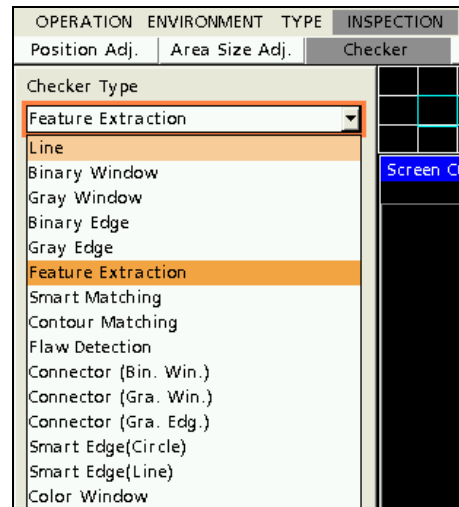 OPERATION ENVIRONMENT TYPE INSPECTION
Position Adj. Area Size Adj. Checker
Checker Type
Feature Extraction
Line
Binary Window
Gray Window
Binary Edge
Gray Edge
Feature Extraction
Smart Matching
Contour Matching
Flaw Detection
Connector (Bin. Win.)
Connector (Gra. Win.)
Connector (Gra. Edg.)
Smart Edge(Circle)
Smart Edge(Line)
Color Window
Screen